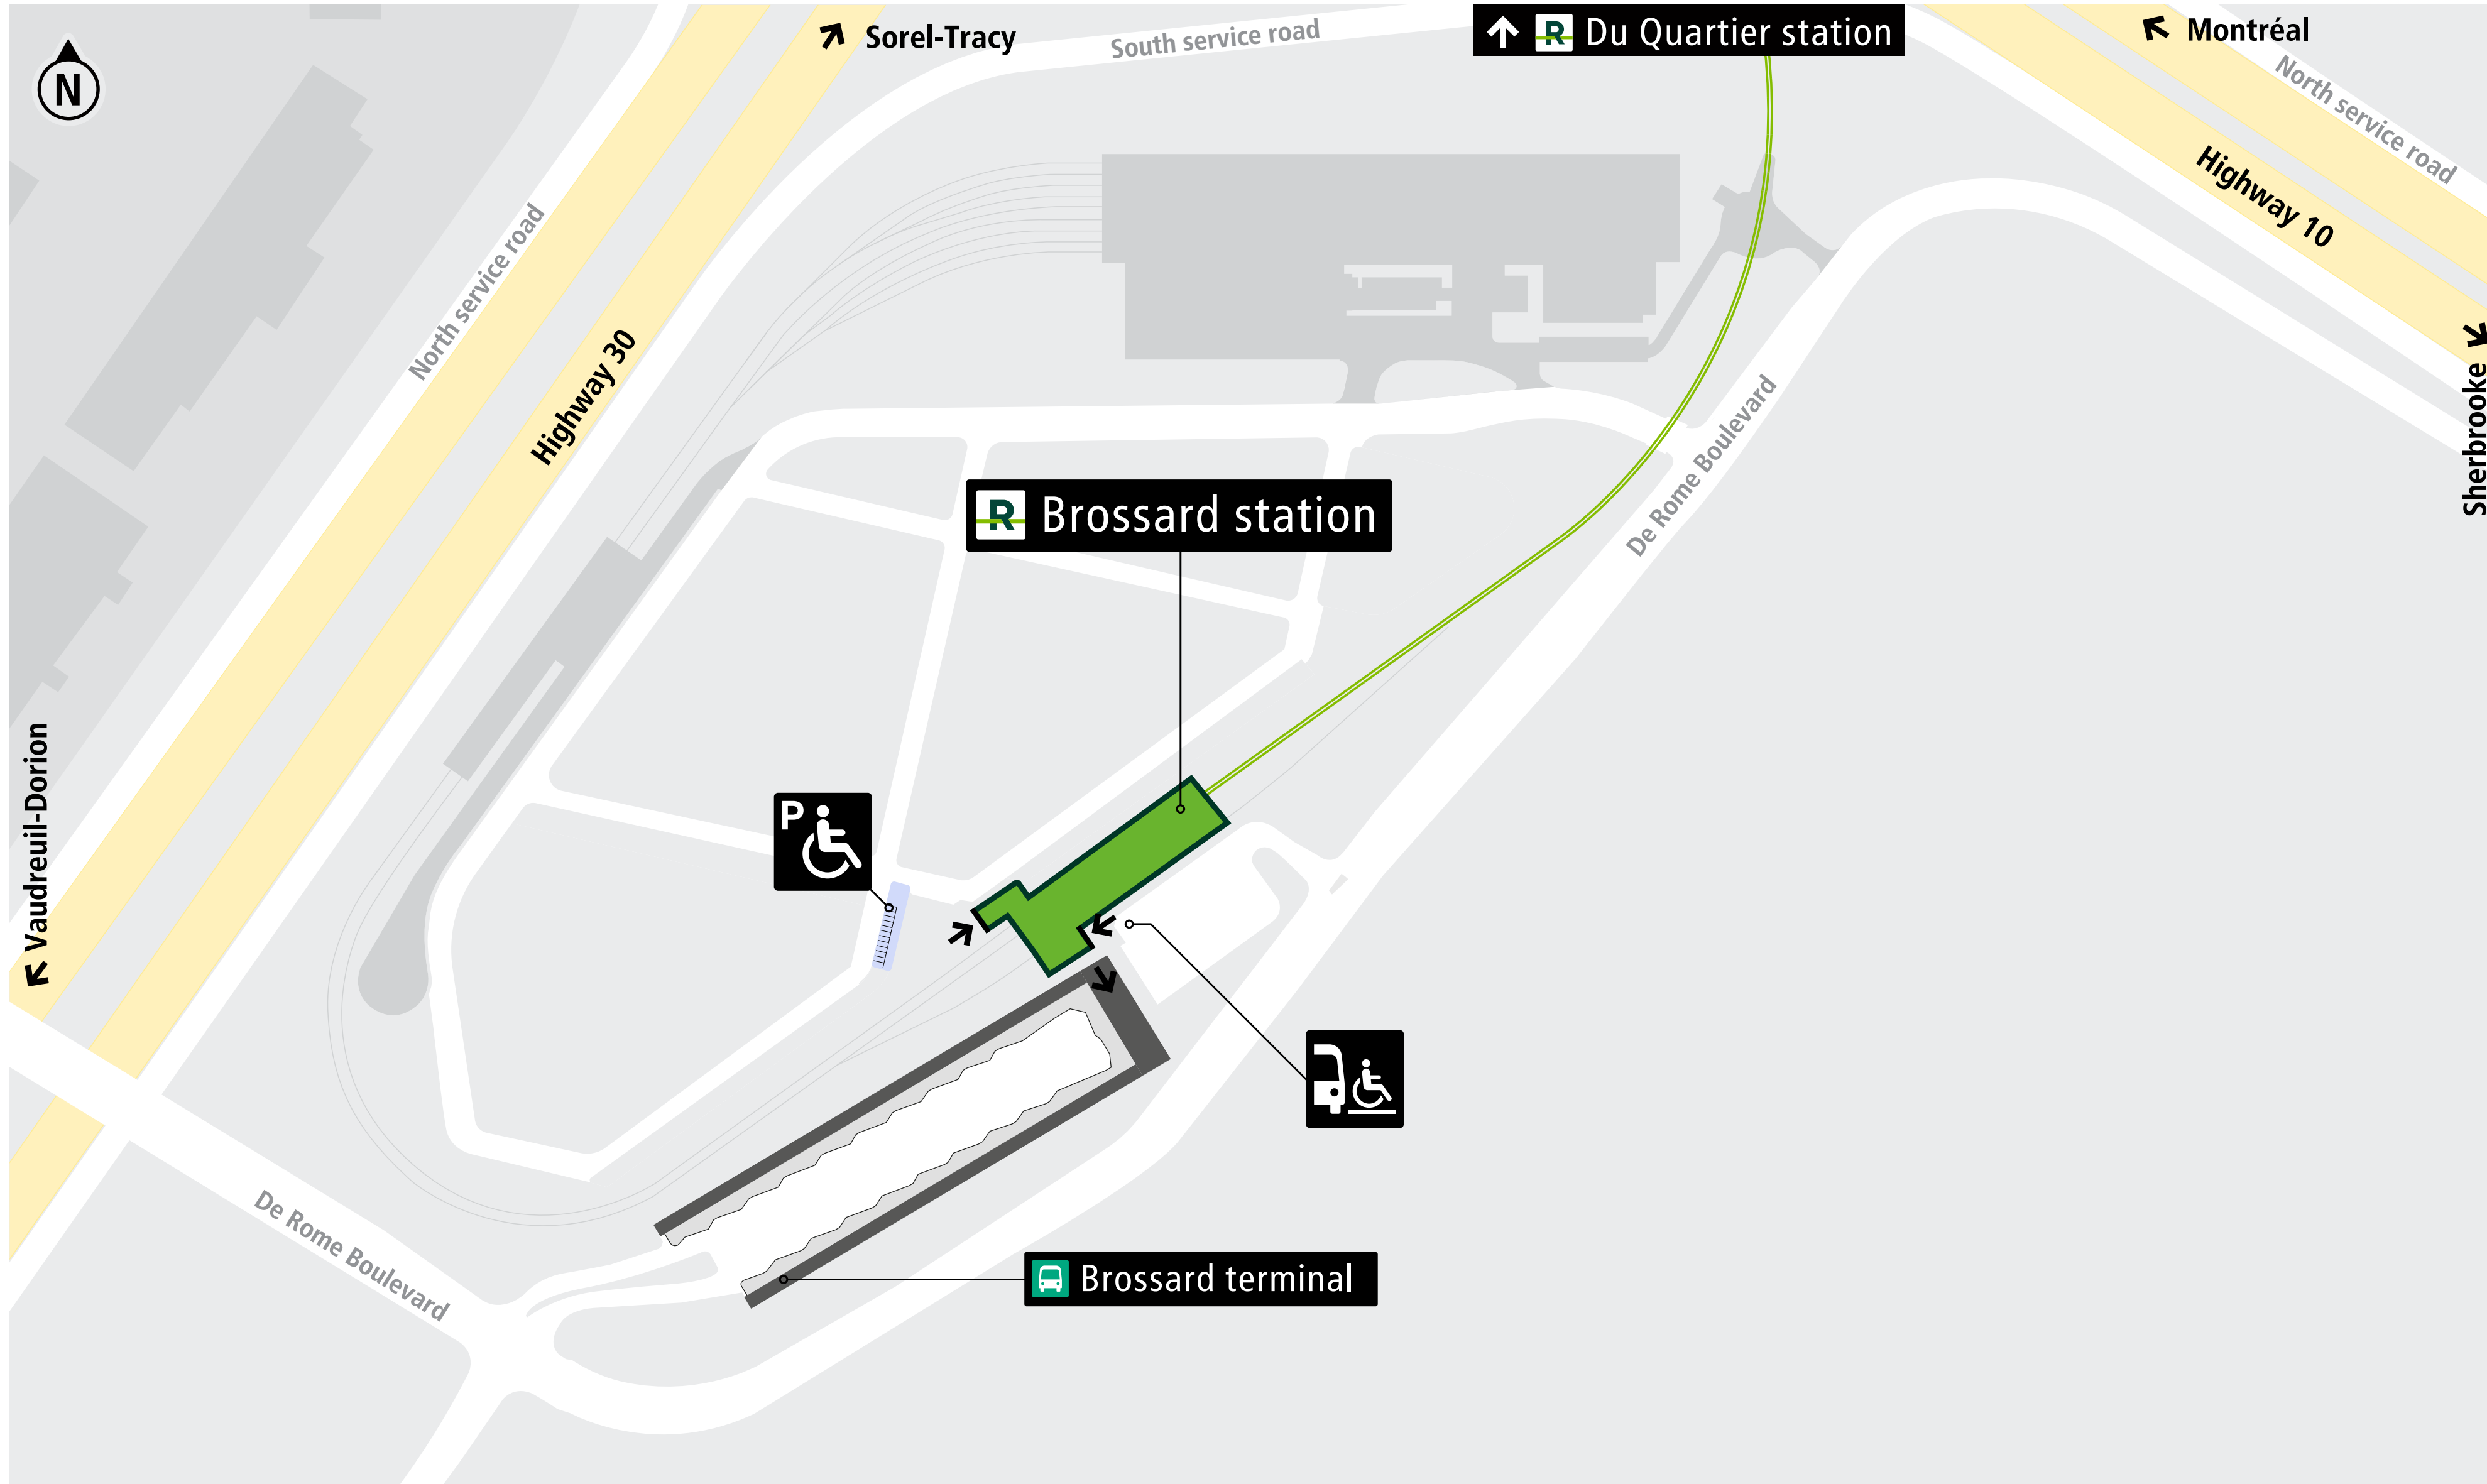 N
Sorel-Tracy
South service road
R Du Quartier station
Montréal
North service road
Highway 10
North service road
Highway 30
De Rome Boulevard
Sherbrooke
R Brossard station
Vaudreuil-Dorion
P
De Rome Boulevard
Brossard terminal